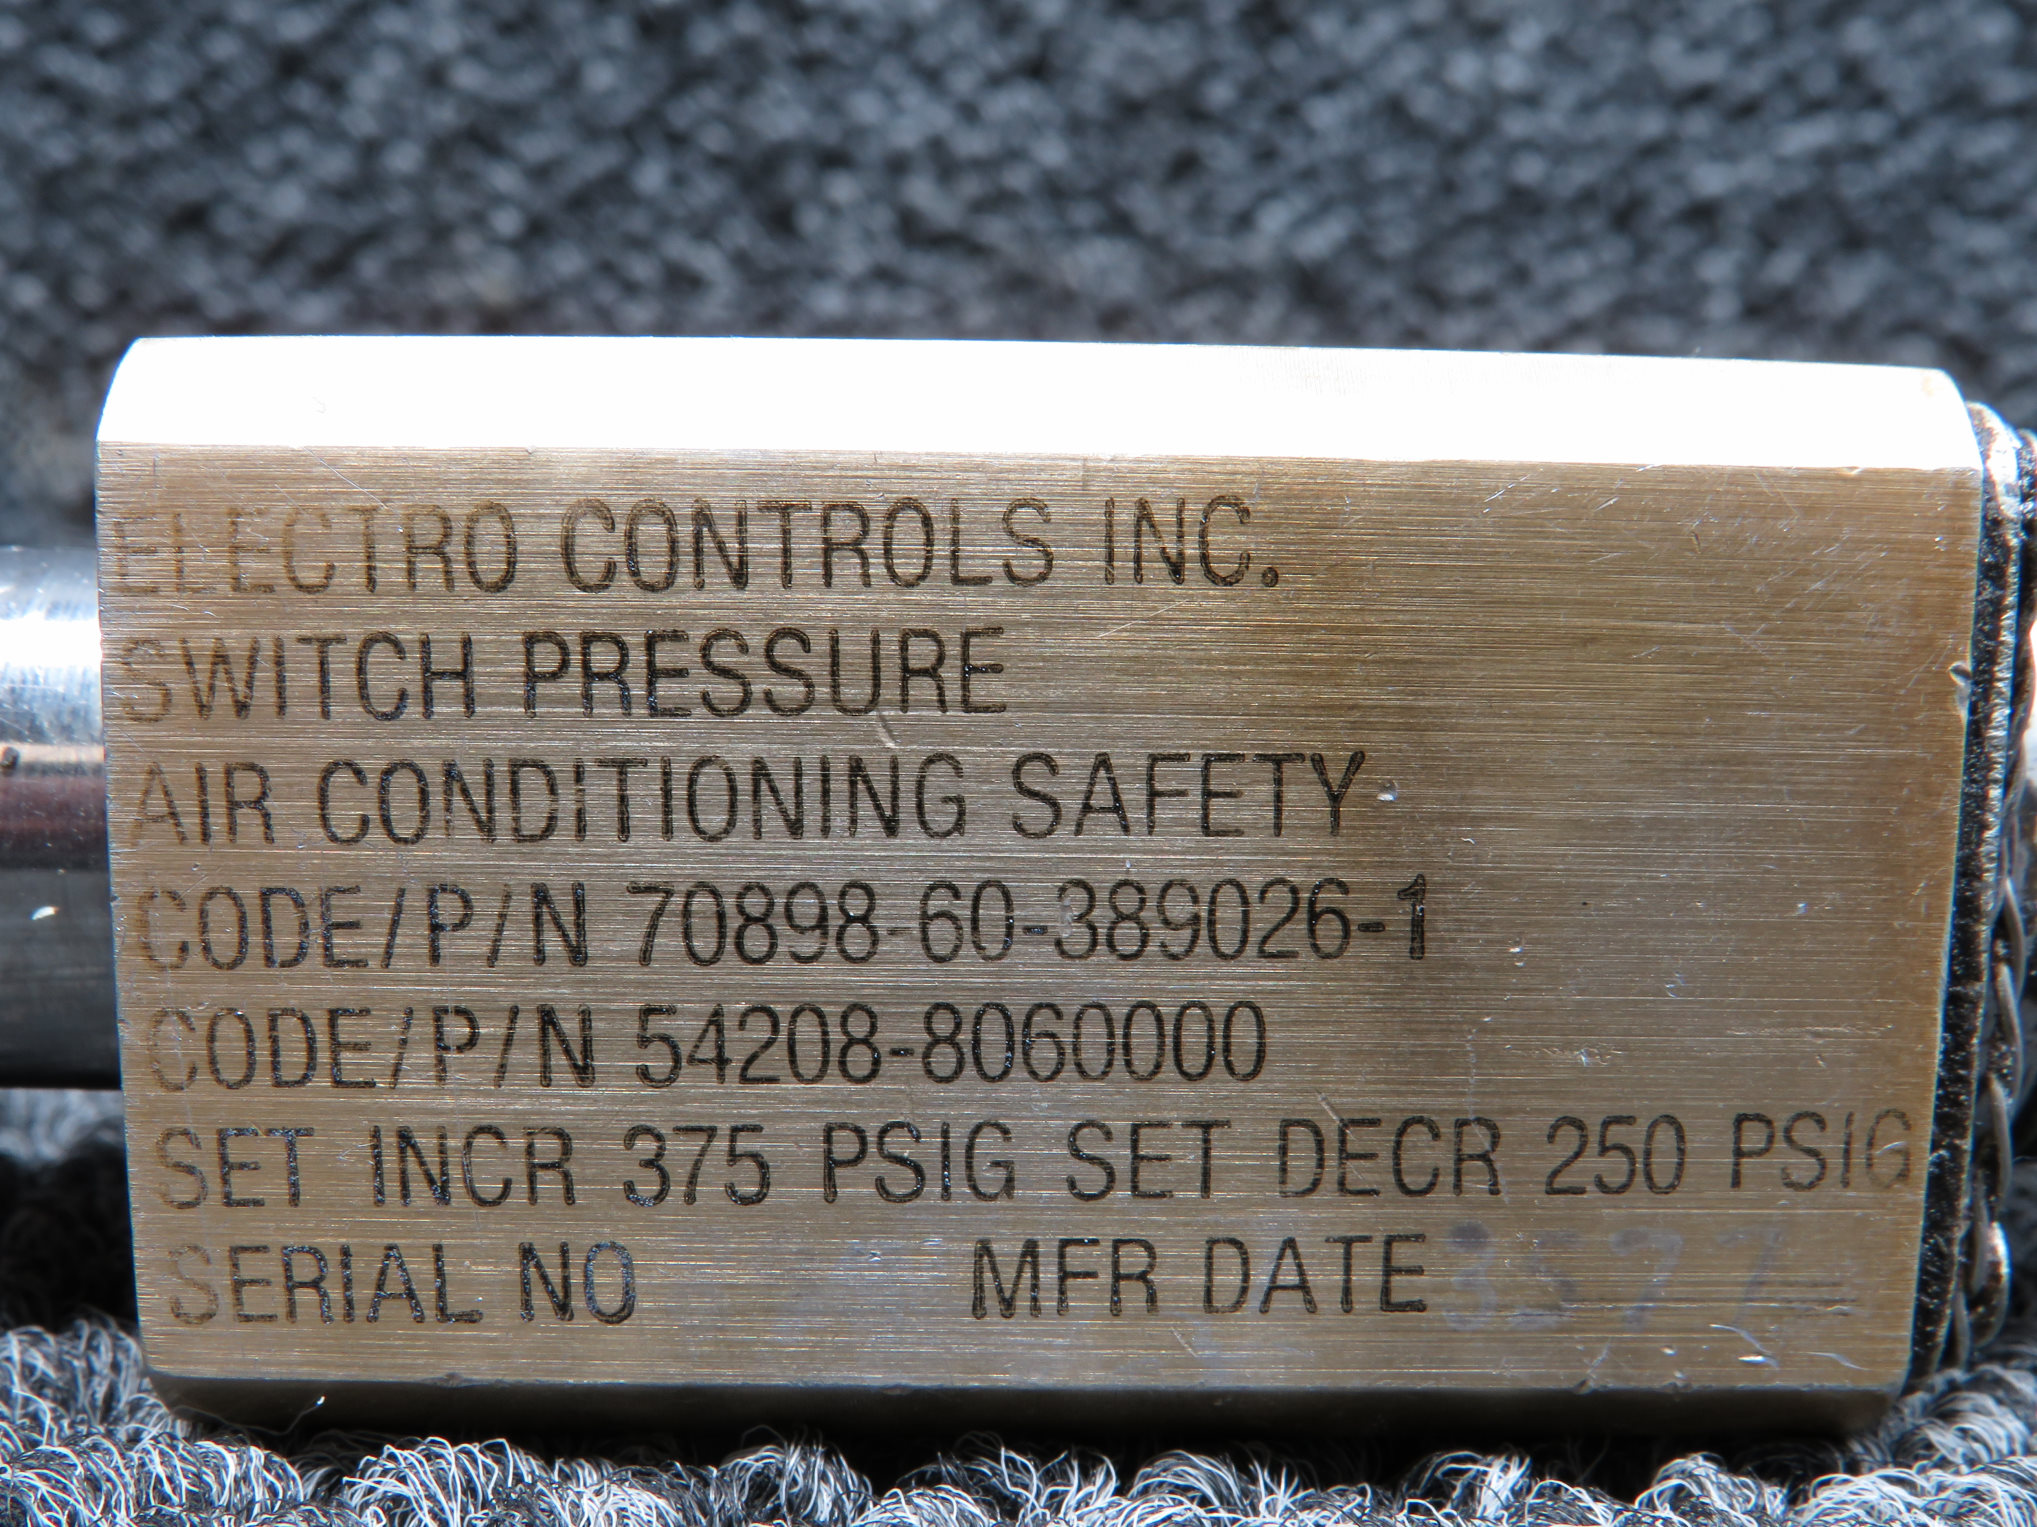 ELECTRO CONTROLS INC.
SWITCH PRESSURE
AIR CONDITIONING SAFETY
CODE/P/N 70898-60-389026-1
CODE/P/N 54208-8060000
SET INCR 375 PSIG SET DECR 250 PSIG
SERIAL NO MFR DATE